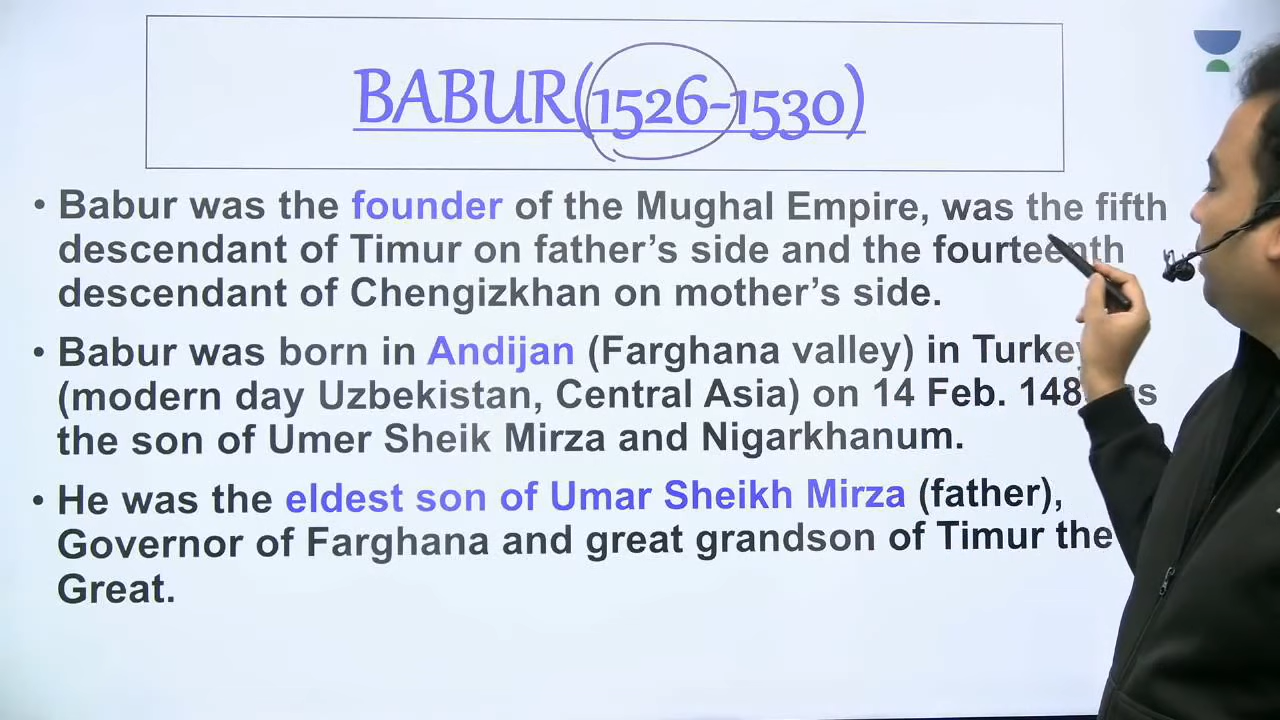 BABUR(1526-1530)
• Babur was the founder of the Mughal Empire, was the fifth
descendant of Timur on father's side and the fourteenth
descendant of Chengizkhan on mother's side.
• Babur was born in Andijan (Farghana valley) in Turkey
(modern day Uzbekistan, Central Asia) on 14 Feb. 148
the son of Umer Sheik Mirza and Nigarkhanum.
• He was the eldest son of Umar Sheikh Mirza (father),
Governor of Farghana and great grandson of Timur the
Great.